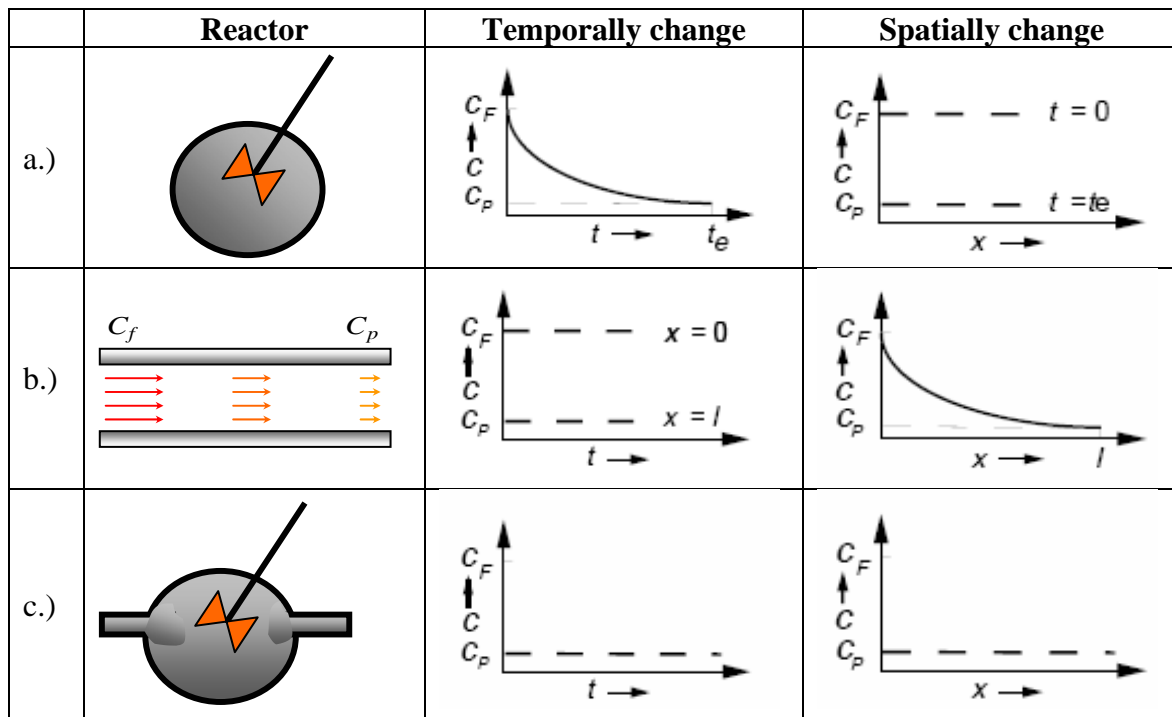 Reactor Temporally change Spatially change
a.)
C_F
C
C_P
t
t_e
C_F
C
C_P
t = 0
t = te
x
b.)
C_f C_p
C_F
C
C_P
x = 0
x = l
t
C_F
C
C_P
x
l
c.)
C_F
C
C_P
t
C_F
C
C_P
x